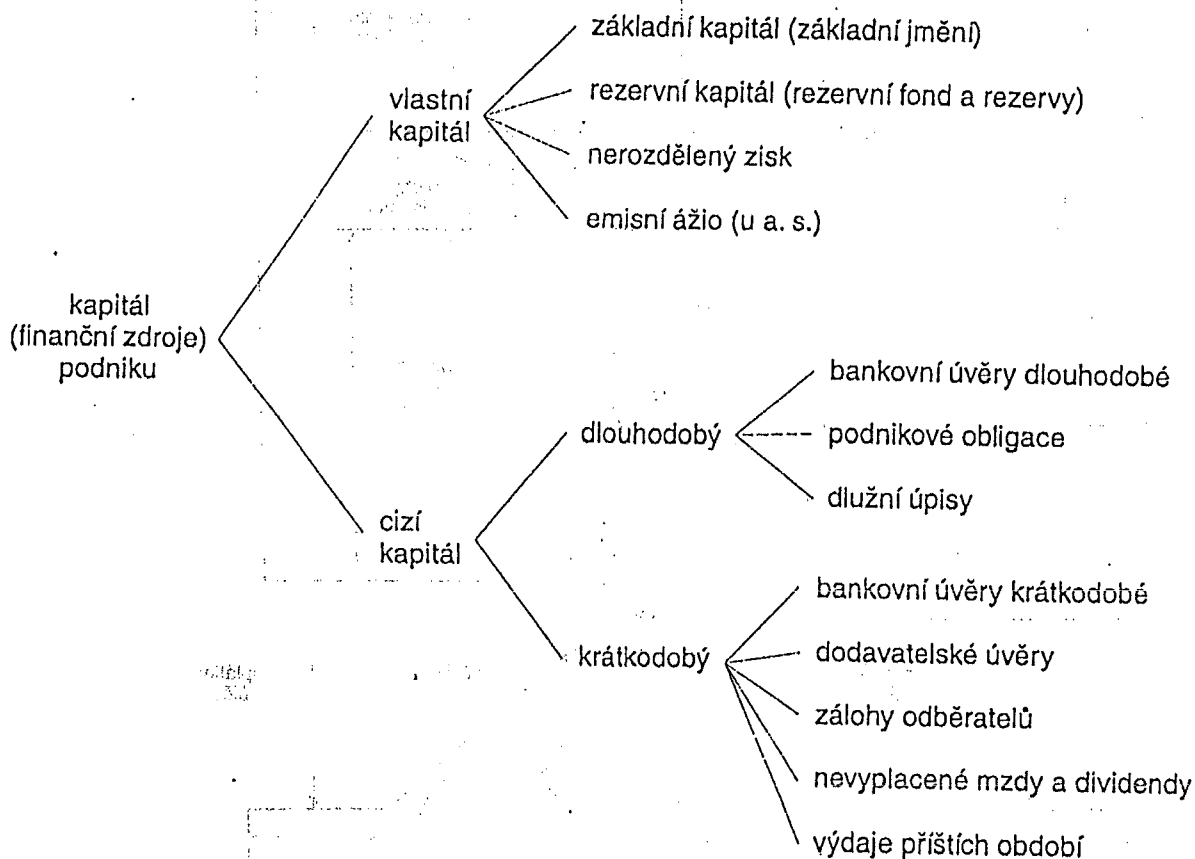 základní kapitál (základní jmění)
vlastní
kapitál
rezervní kapitál (rezervní fond a rezervy)
nerozdělený zisk
emisní ážio (u a. s.)
kapitál
(finanční zdroje)
podniku
bankovní úvěry dlouhodobé
dlouhodobý
podnikové obligace
dlužní úpisy
cizí
kapitál
bankovní úvěry krátkodobé
krátkodobý
dodavatelské úvěry
zálohy odběratelů
nevyplacené mzdy a dividendy
výdaje příštích období